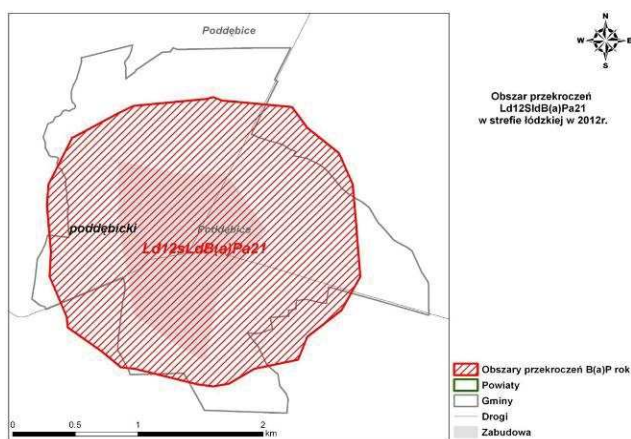 Poddębice
N
W E
S
Obszar przekroczeń
Ld12SldB(a)Pa21
w strefie łódzkiej w 2012r.
poddębicki
Poddębice
Ld12sLdB(a)Pa21
Obszary przekroczeń B(a)P rok
Powiaty
Gminy
Drogi
Zabudowa
0 0,5 1 2
km